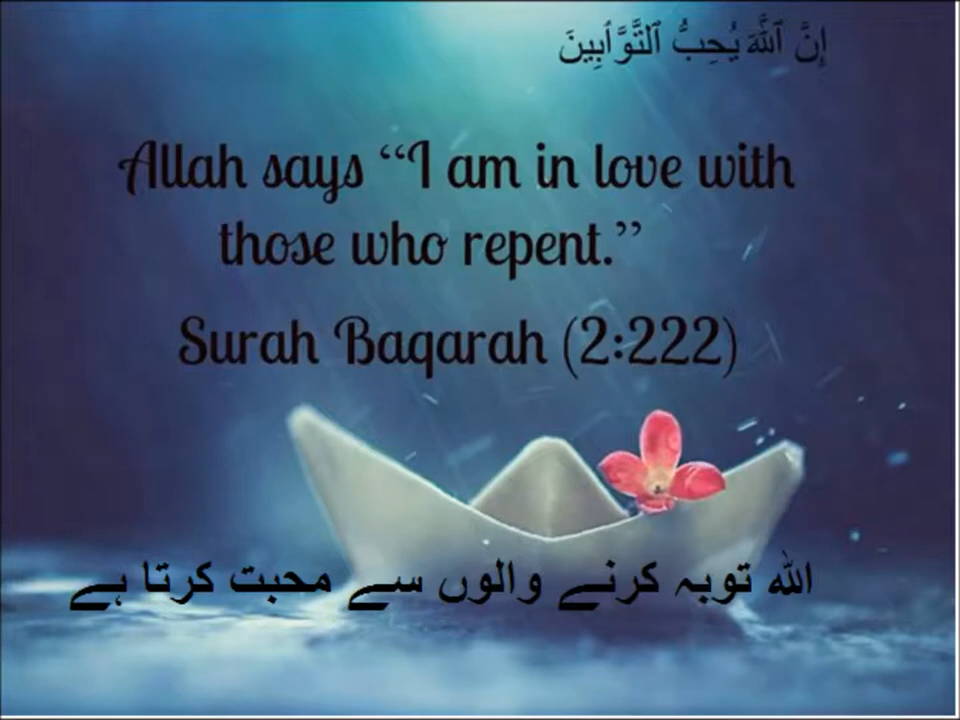 إِنَّ ٱللَّهَ يُحِبُّ ٱلتَّوَّٰبِينَ
Allah says “I am in love with
those who repent.”
Surah Baqarah (2:222)
الله توبہ کرنے والوں سے محبت کرتا ہے